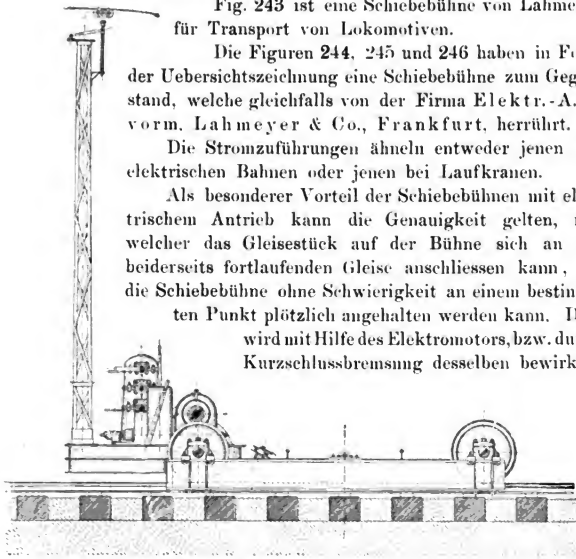 Fig. 243 ist eine Schiebebühne von Lahme
für Transport von Lokomotiven.
Die Figuren 244, 245 und 246 haben in F
der Uebersichtszeichnung eine Schiebebühne zum Geg
stand, welche gleichfalls von der Firma Elektr.-A.
vorm. Lahmeyer & Co., Frankfurt, herrührt.
Die Stromzuführungen ähneln entweder jenen
elektrischen Bahnen oder jenen bei Laufkranen.
Als besonderer Vorteil der Schiebebühnen mit el
trischem Antrieb kann die Genauigkeit gelten,
welcher das Gleisestück auf der Bühne sich an
beiderseits fortlaufenden Gleise anschliessen kann,
die Schiebebühne ohne Schwierigkeit an einem bestim
ten Punkt plötzlich angehalten werden kann. D
wird mit Hilfe des Elektromotors, bzw. du
Kurzschlussbremsung desselben bewirk